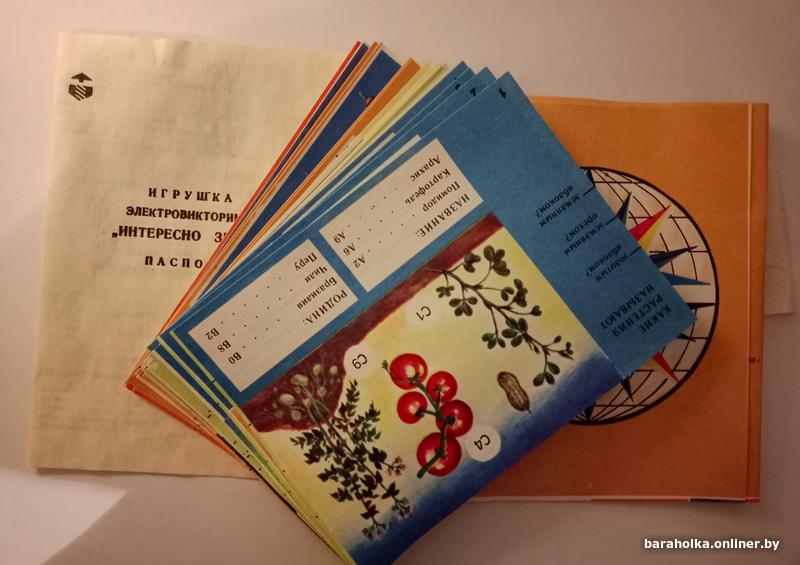 ИГРУШКА
ЭЛЕКТРОВИКТОРИН
„ИНТЕРЕСНО ЗН
ПАСПО
КАКИЕ
РАСТЕНИЯ
НАЗЫВАЮТ
золотым
яблоком?
земляным
орехом?
земляным
яблоком?
НАЗВАНИЕ:
Помидор . . . . А2
Картофель . . . А6
Арахис . . . . А9
РОДИНА:
Бразилия . . . . В0
Чили . . . . . В8
Перу . . . . . В2
С1
С4
С9
baraholka.onliner.by